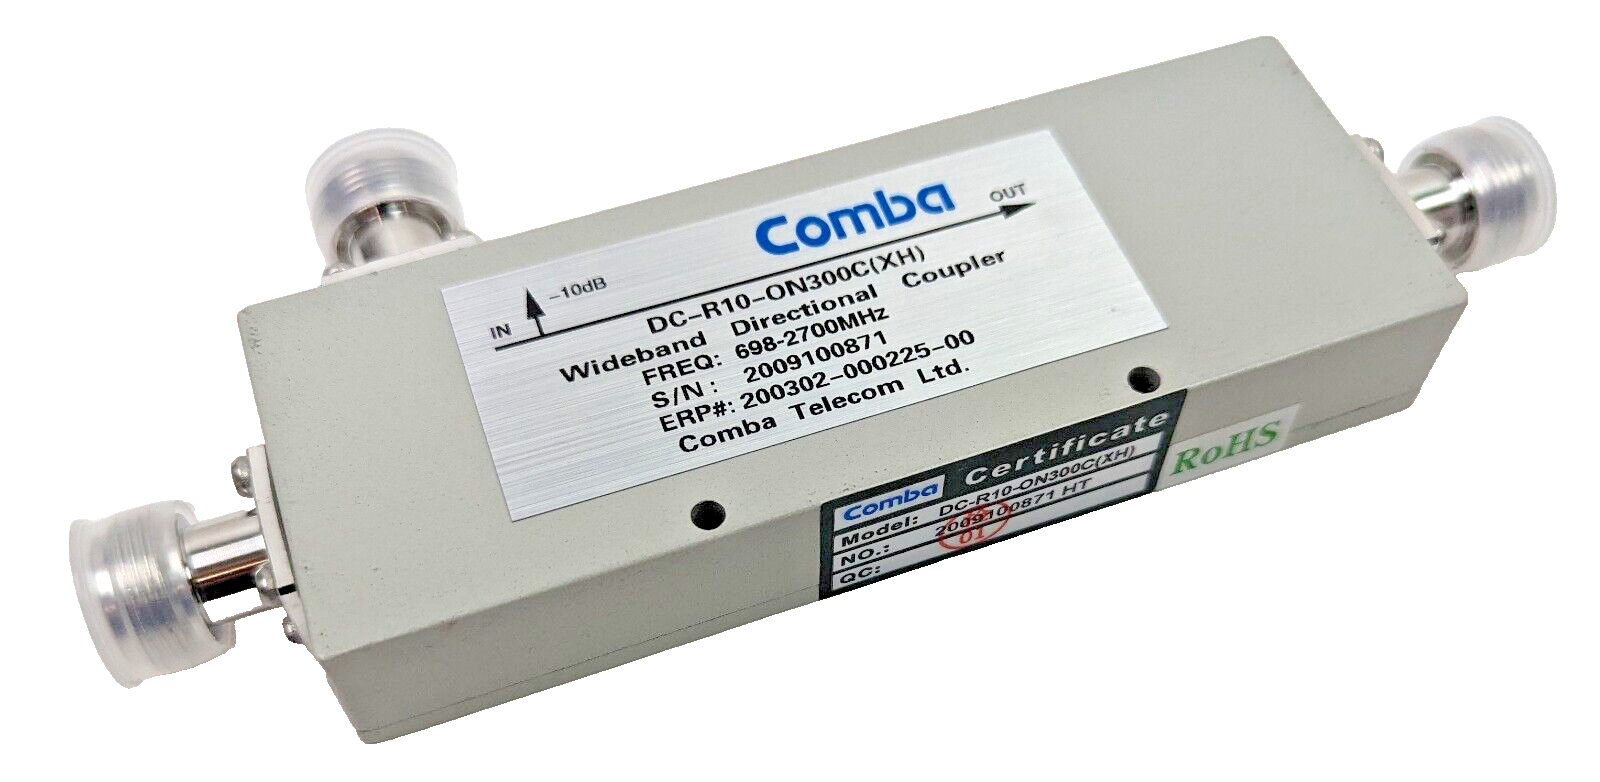 Comba
OUT
-10dB
IN
DC-R10-ON300C(XH)
Wideband Directional Coupler
FREQ: 698-2700MHz
S/N: 2009100871
ERP#: 200302-000225-00
Comba Telecom Ltd.
Comba Certificate
Model: DC-R10-ON300C(XH)
NO.: 2009100871 HT
QC:
01
RoHS